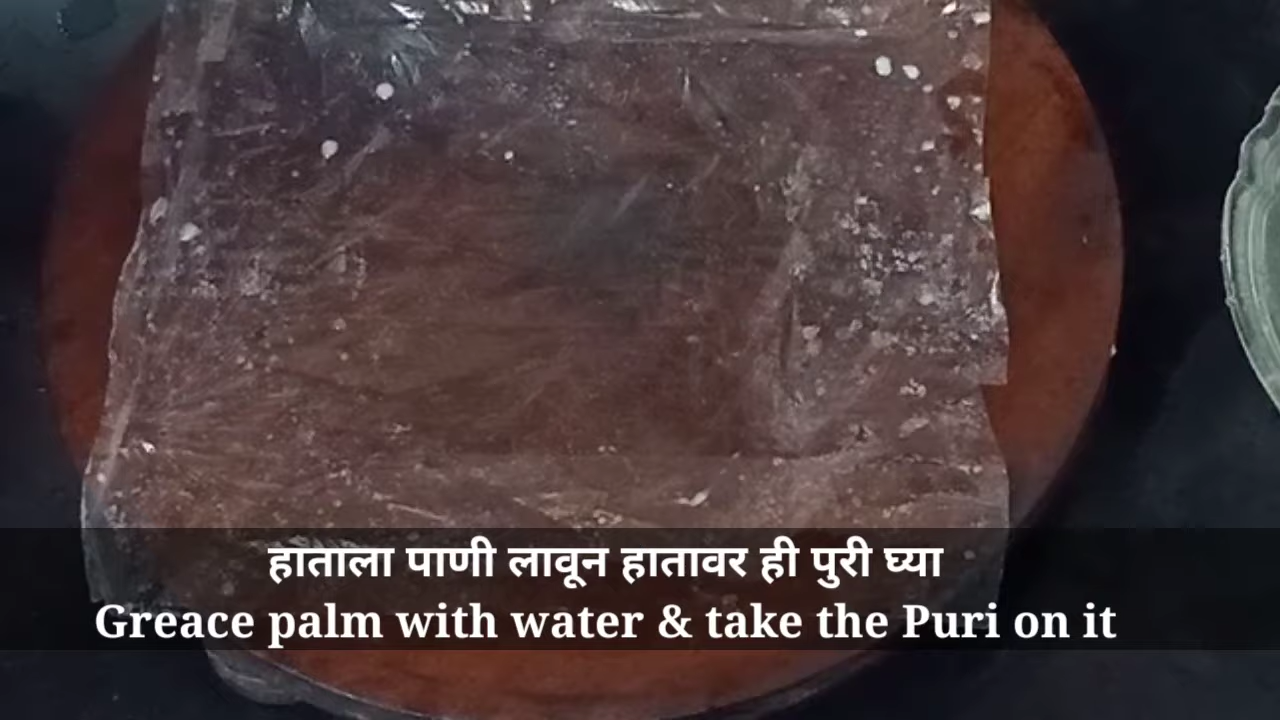 हाताला पाणी लावून हातावर ही पुरी घ्या
Greace palm with water & take the Puri on it